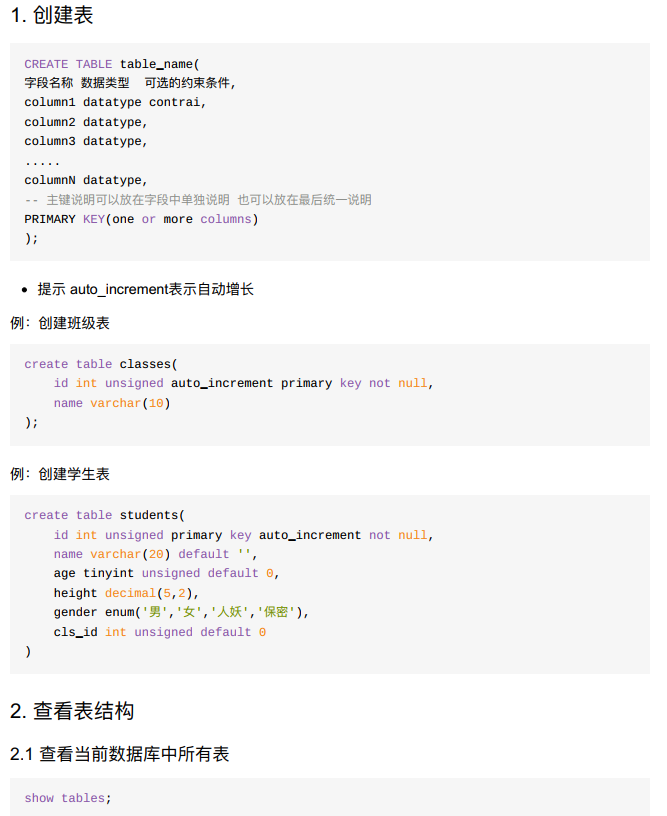 1. 创建表
CREATE TABLE table_name(
字段名称 数据类型  可选的约束条件,
column1 datatype contrai,
column2 datatype,
column3 datatype,
.....
columnN datatype,
-- 主键说明可以放在字段中单独说明 也可以放在最后统一说明
PRIMARY KEY(one or more columns)
);
• 提示 auto_increment表示自动增长
例：创建班级表
create table classes(
    id int unsigned auto_increment primary key not null,
    name varchar(10)
);
例：创建学生表
create table students(
    id int unsigned primary key auto_increment not null,
    name varchar(20) default '',
    age tinyint unsigned default 0,
    height decimal(5,2),
    gender enum('男','女','人妖','保密'),
    cls_id int unsigned default 0
)
2. 查看表结构
2.1 查看当前数据库中所有表
show tables;